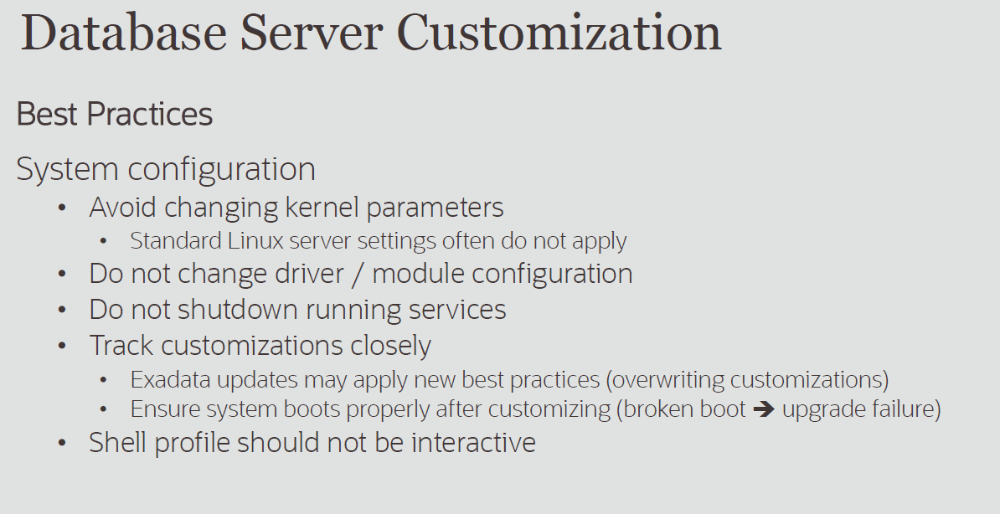 Database Server Customization
Best Practices
System configuration
• Avoid changing kernel parameters
• Standard Linux server settings often do not apply
• Do not change driver / module configuration
• Do not shutdown running services
• Track customizations closely
• Exadata updates may apply new best practices (overwriting customizations)
• Ensure system boots properly after customizing (broken boot ➔ upgrade failure)
• Shell profile should not be interactive